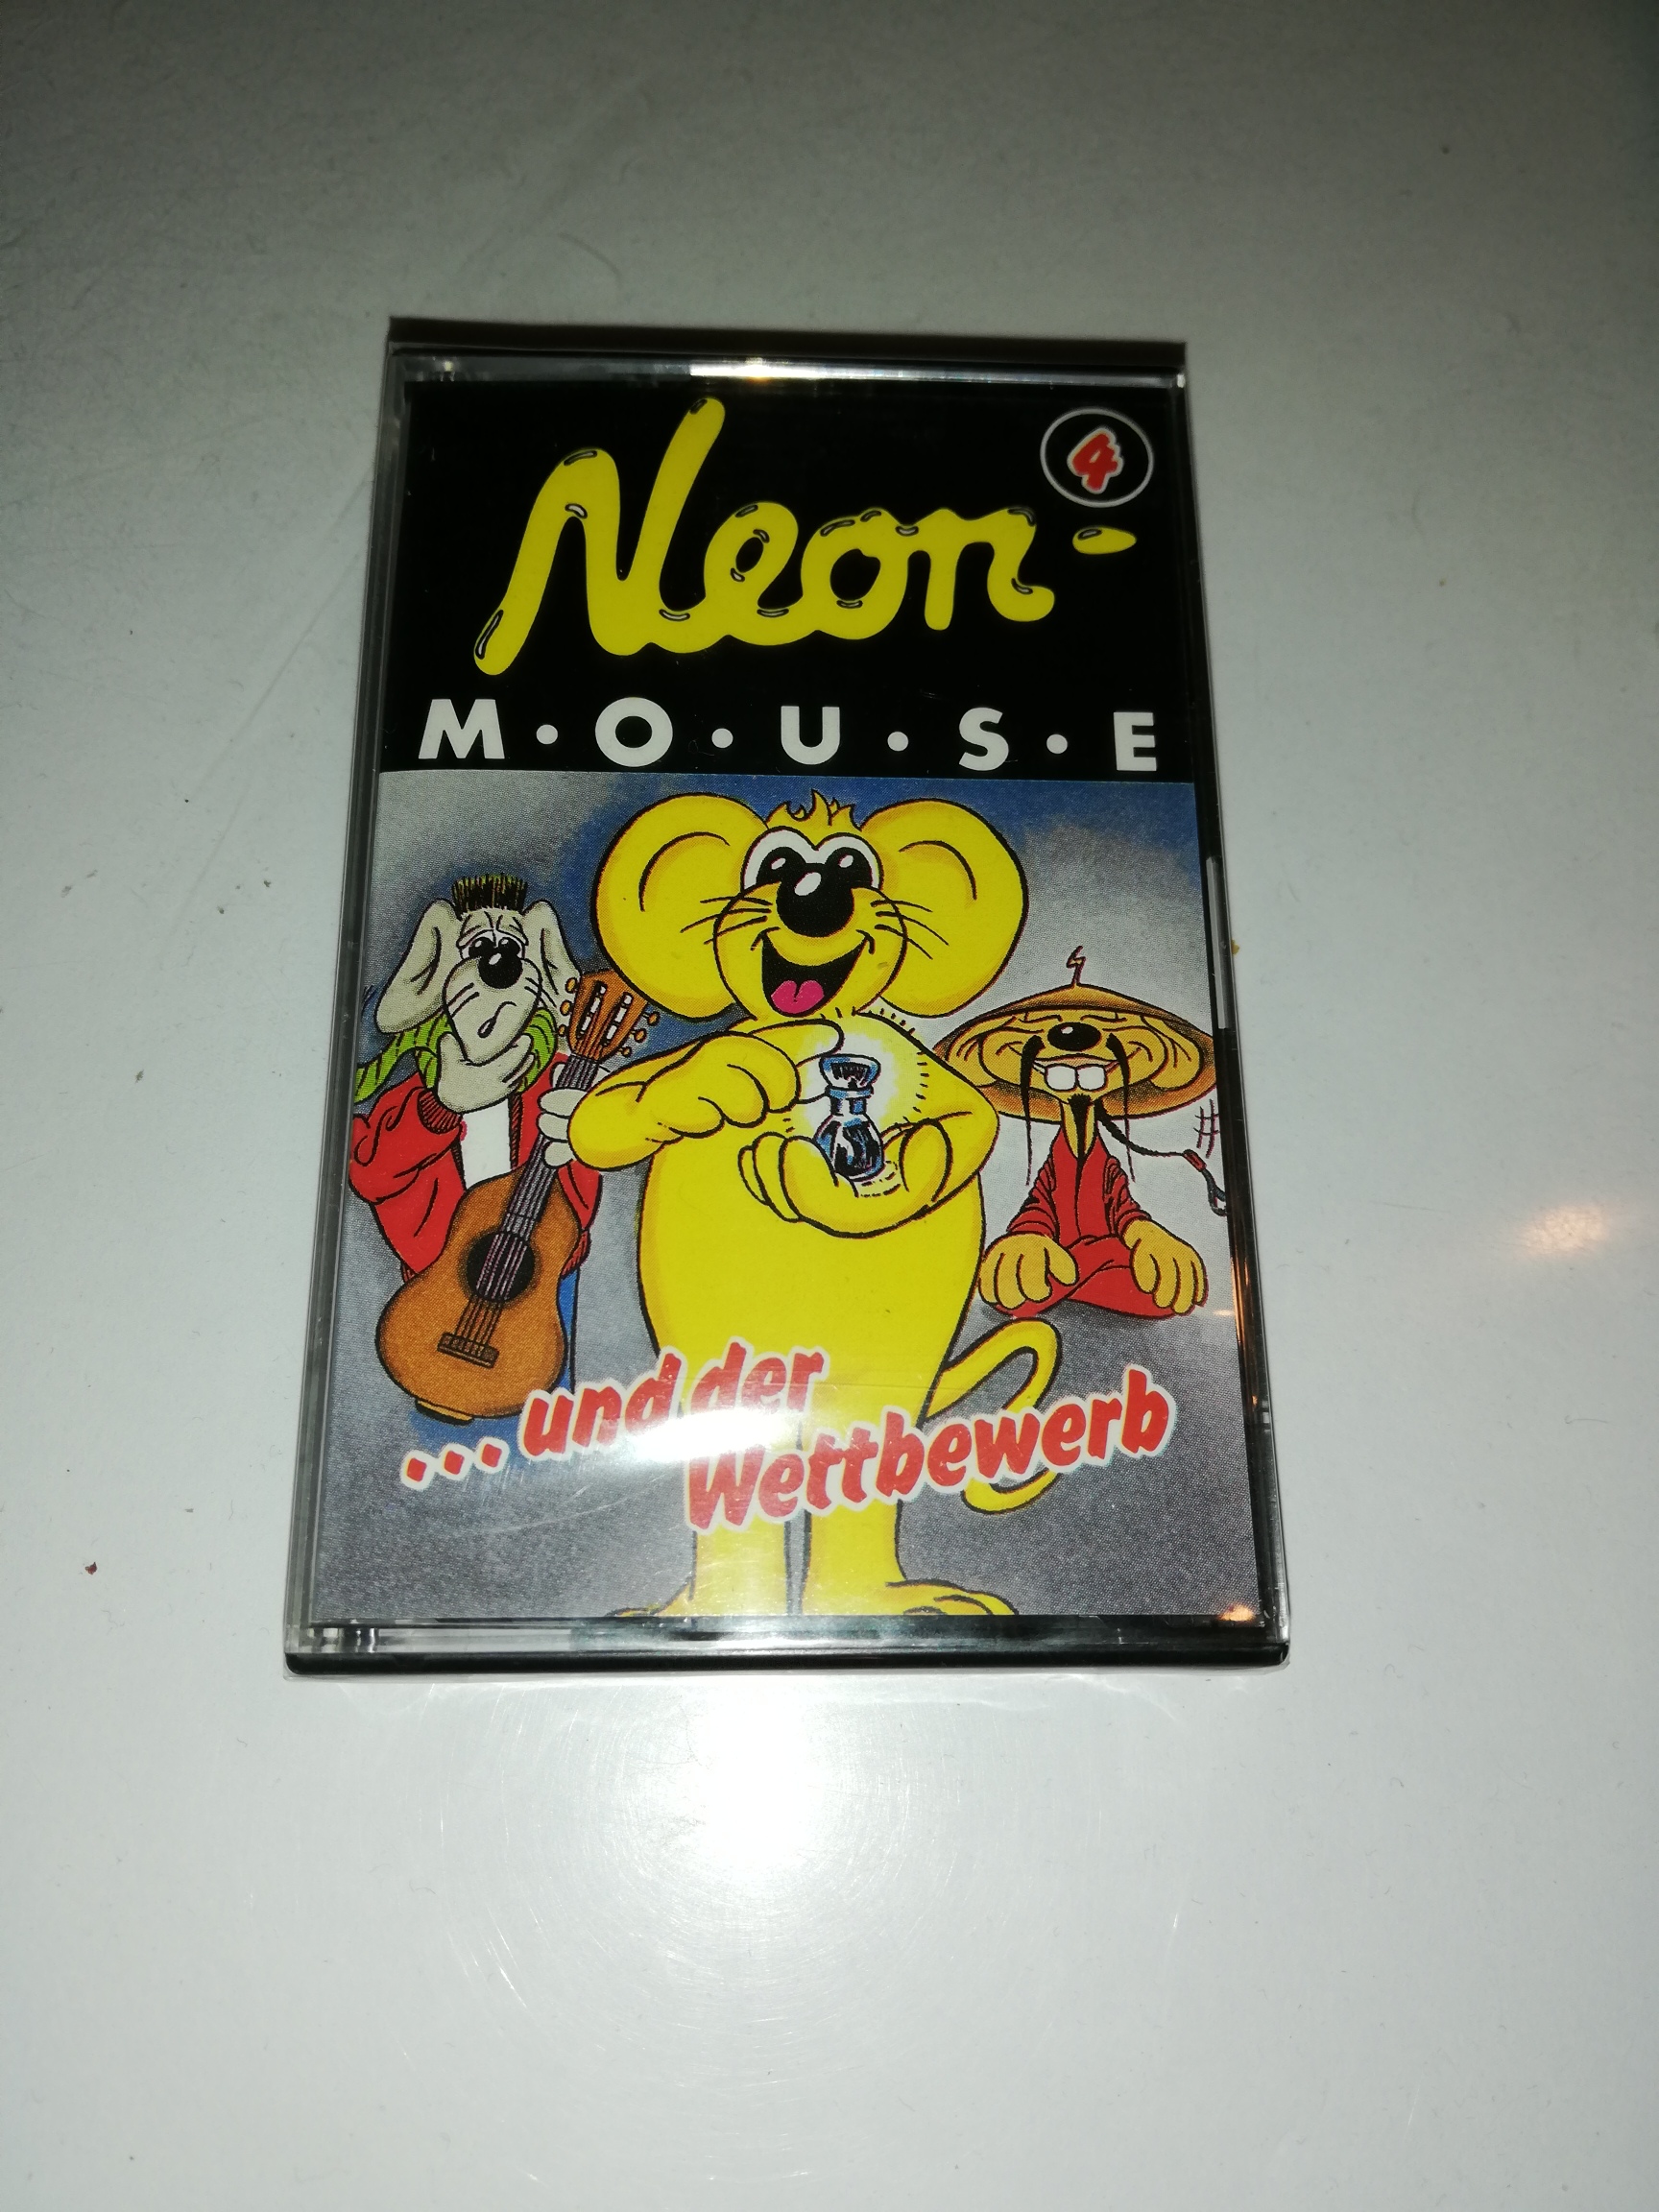 4
Neon-
M·O·U·S·E
...und der
Wettbewerb